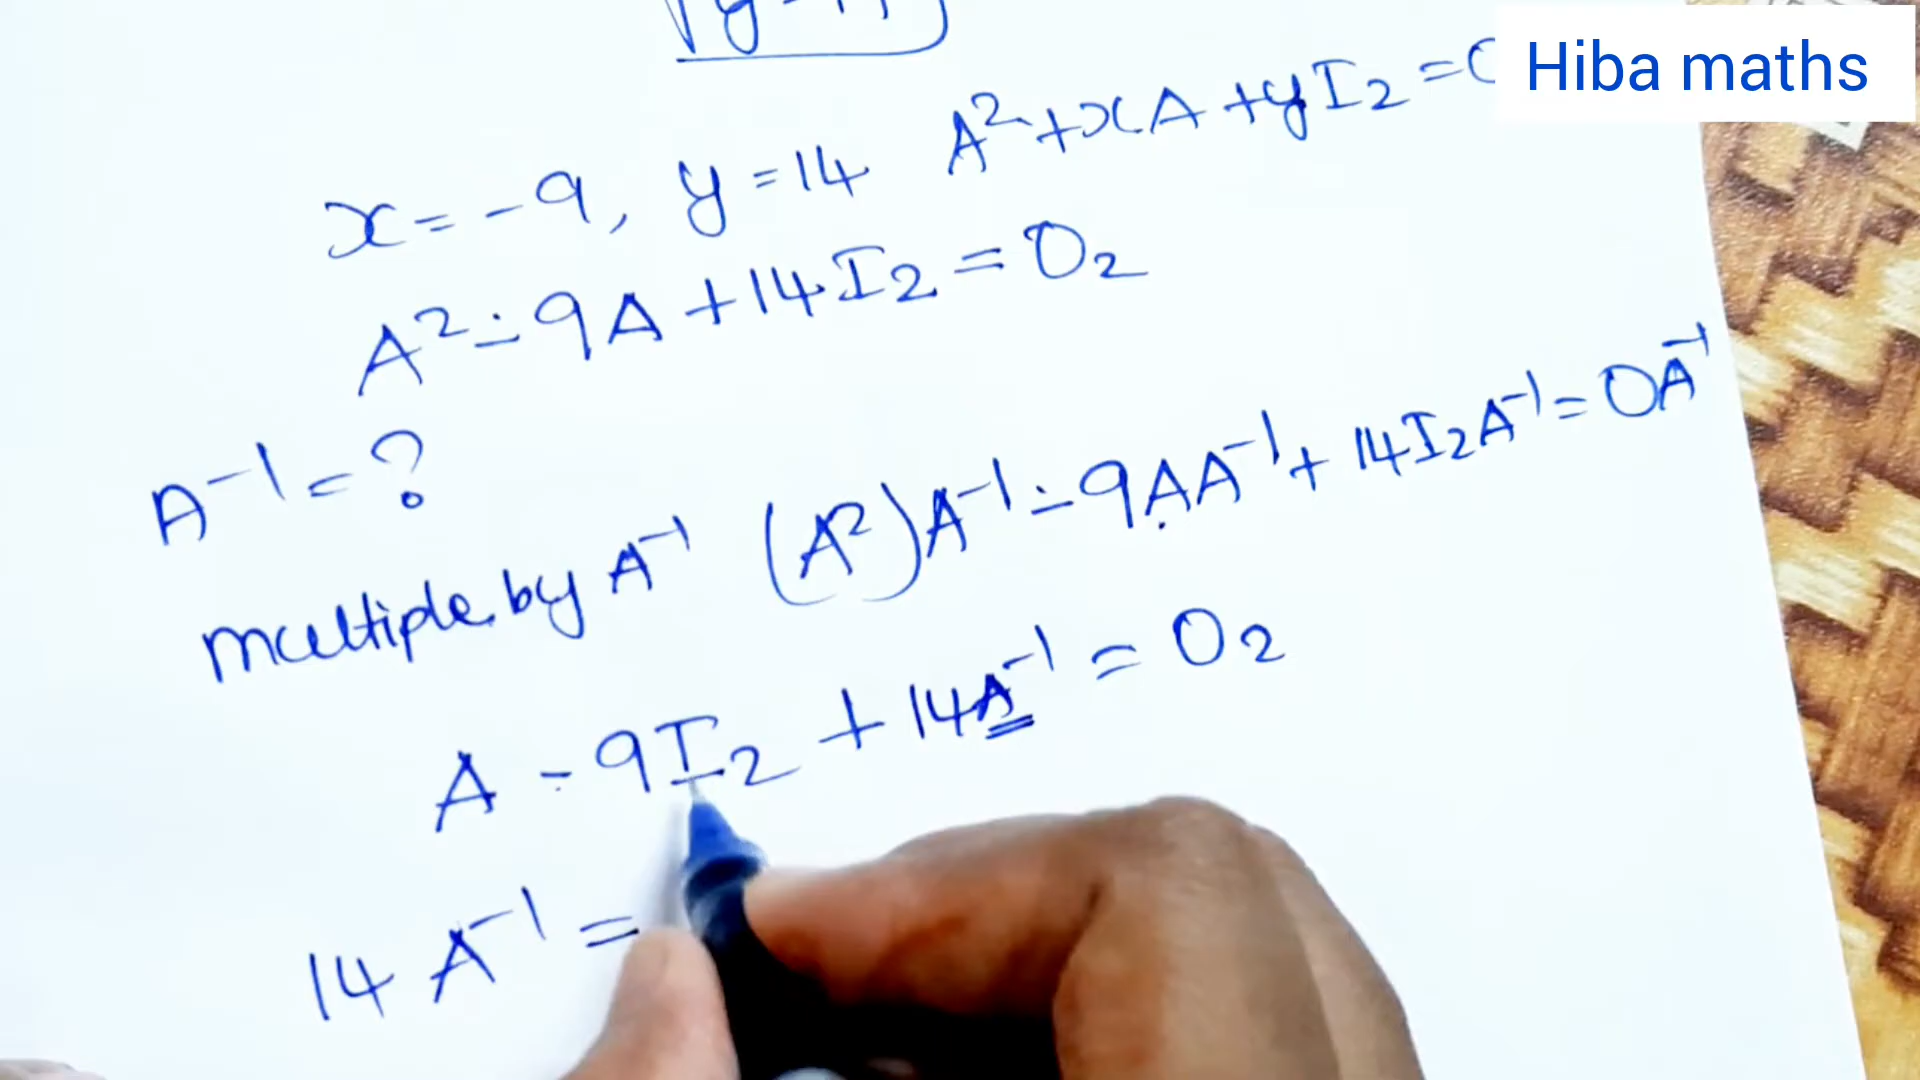 Hiba maths
A² + xA + yI₂ = 0
x = -9, y = 14
A² - 9A + 14I₂ = O₂
A⁻¹ = ?
multiple by A⁻¹ (A²)A⁻¹ - 9AA⁻¹ + 14I₂A⁻¹ = OA⁻¹
A - 9I₂ + 14A⁻¹ = O₂
14 A⁻¹ =